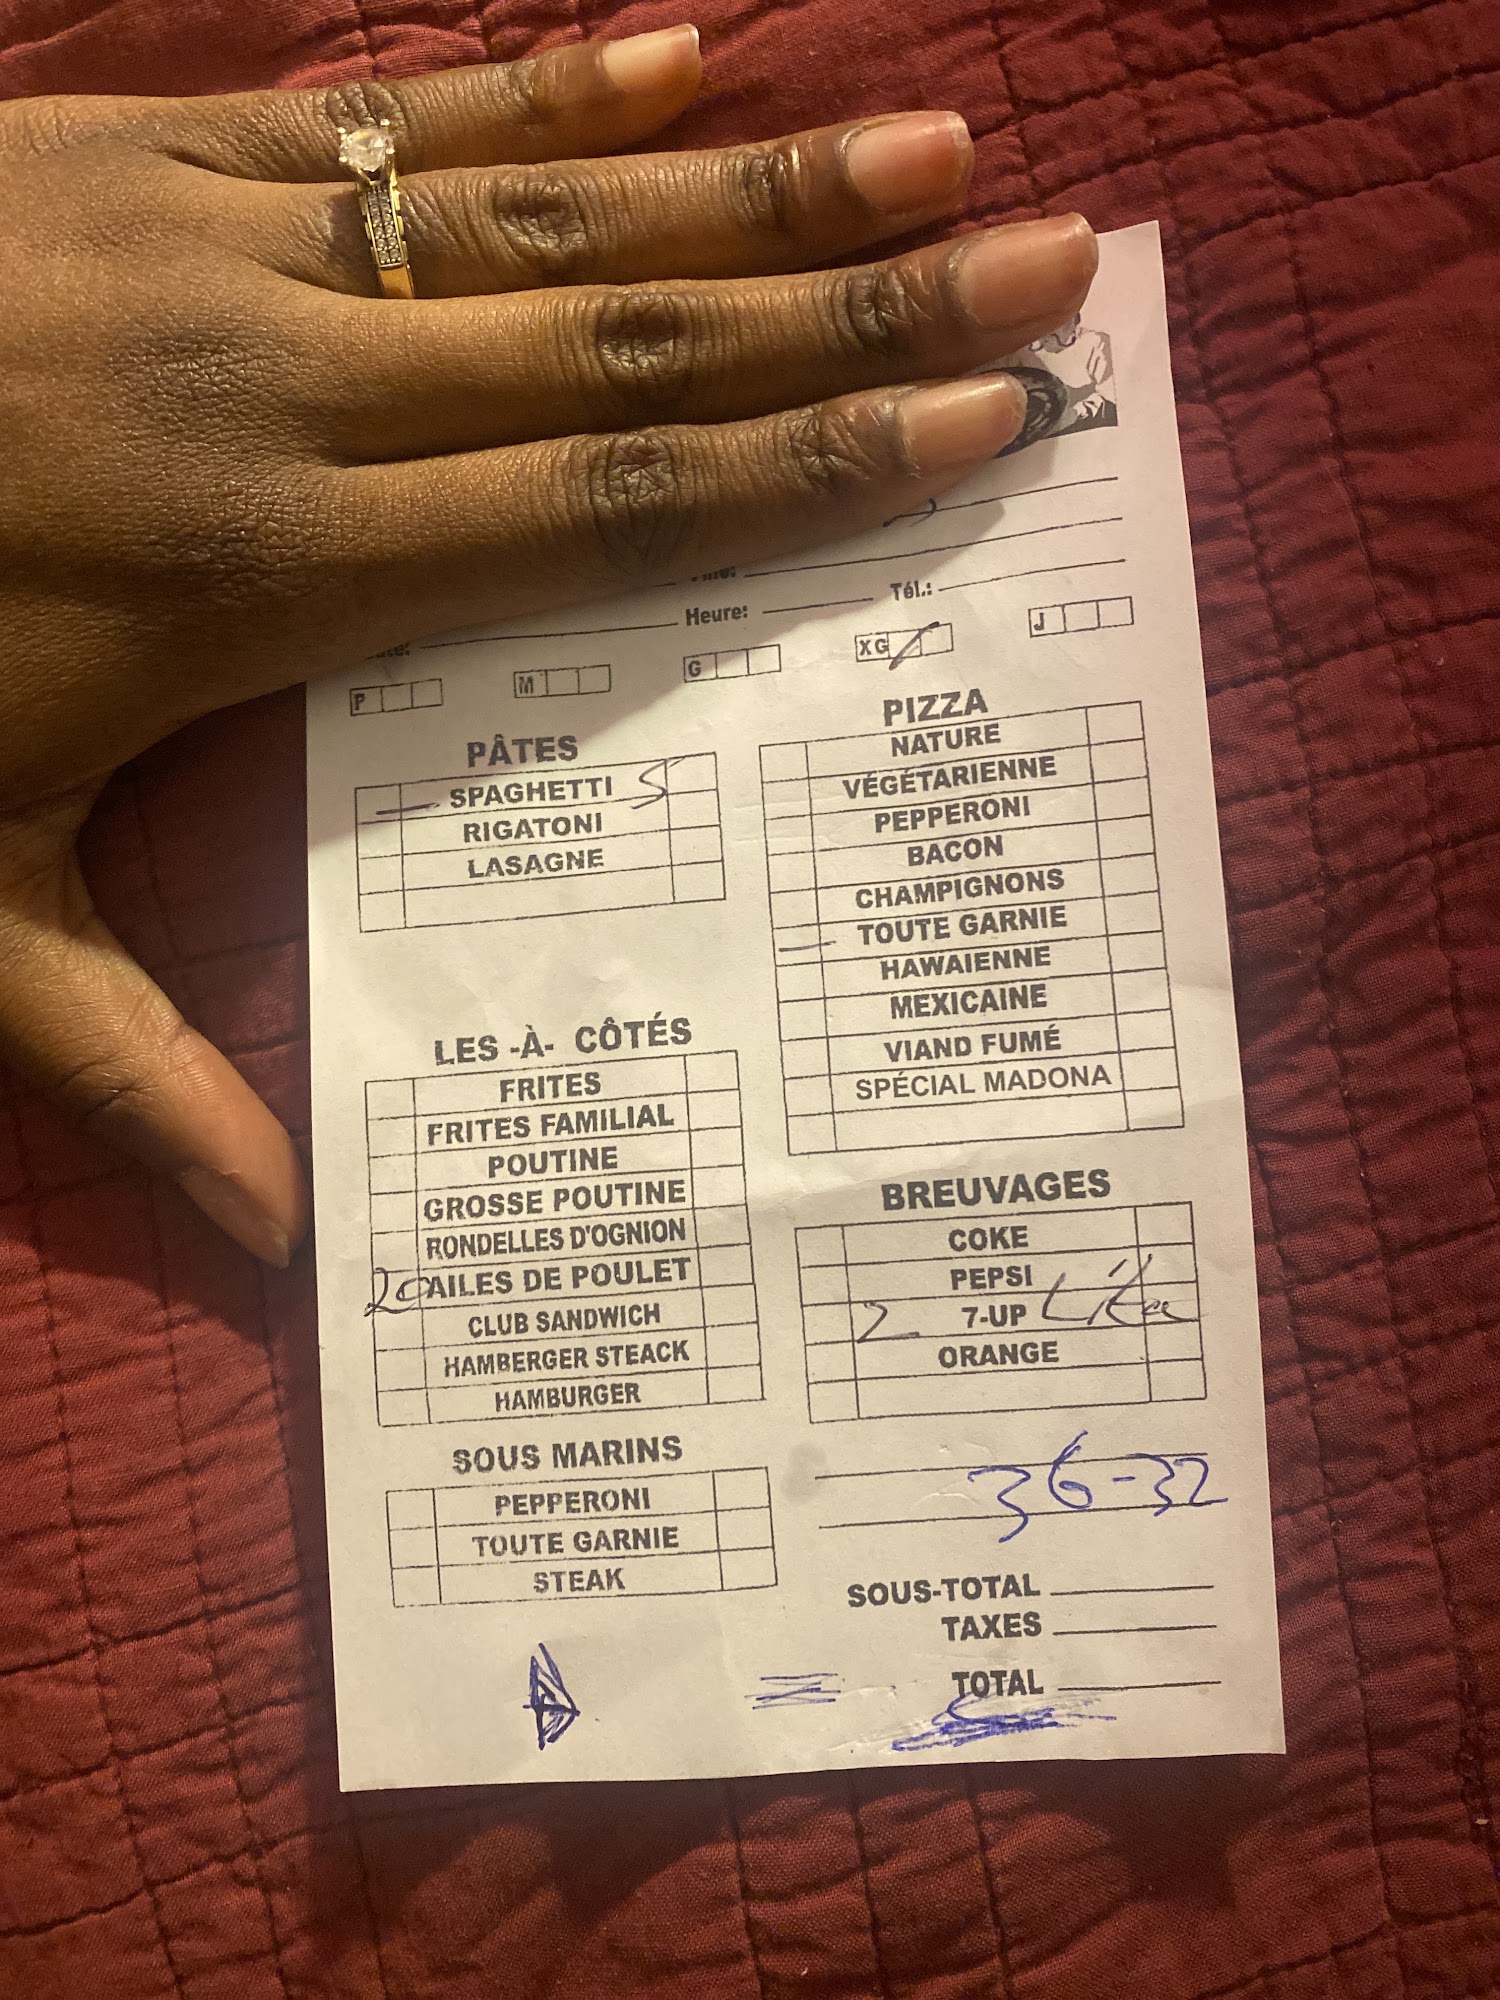 Heure:
Tél.:
P
M
G
XG
J
PÂTES
SPAGHETTI
RIGATONI
LASAGNE
PIZZA
NATURE
VÉGÉTARIENNE
PEPPERONI
BACON
CHAMPIGNONS
TOUTE GARNIE
HAWAIENNE
MEXICAINE
VIAND FUMÉ
SPÉCIAL MADONA
LES -À- CÔTÉS
FRITES
FRITES FAMILIAL
POUTINE
GROSSE POUTINE
RONDELLES D'OGNION
20 AILES DE POULET
CLUB SANDWICH
HAMBERGER STEACK
HAMBURGER
BREUVAGES
COKE
PEPSI
2 7-UP
ORANGE
SOUS MARINS
PEPPERONI
TOUTE GARNIE
STEAK
36-32
SOUS-TOTAL
TAXES
TOTAL